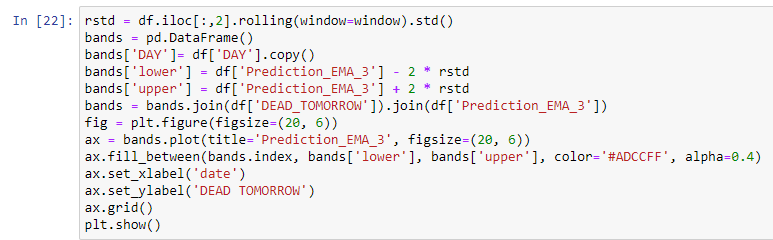 In [22]: rstd = df.iloc[:,2].rolling(window=window).std()
bands = pd.DataFrame()
bands['DAY']= df['DAY'].copy()
bands['lower'] = df['Prediction_EMA_3'] - 2 * rstd
bands['upper'] = df['Prediction_EMA_3'] + 2 * rstd
bands = bands.join(df['DEAD_TOMORROW']).join(df['Prediction_EMA_3'])
fig = plt.figure(figsize=(20, 6))
ax = bands.plot(title='Prediction_EMA_3', figsize=(20, 6))
ax.fill_between(bands.index, bands['lower'], bands['upper'], color='#ADCCFF', alpha=0.4)
ax.set_xlabel('date')
ax.set_ylabel('DEAD TOMORROW')
ax.grid()
plt.show()